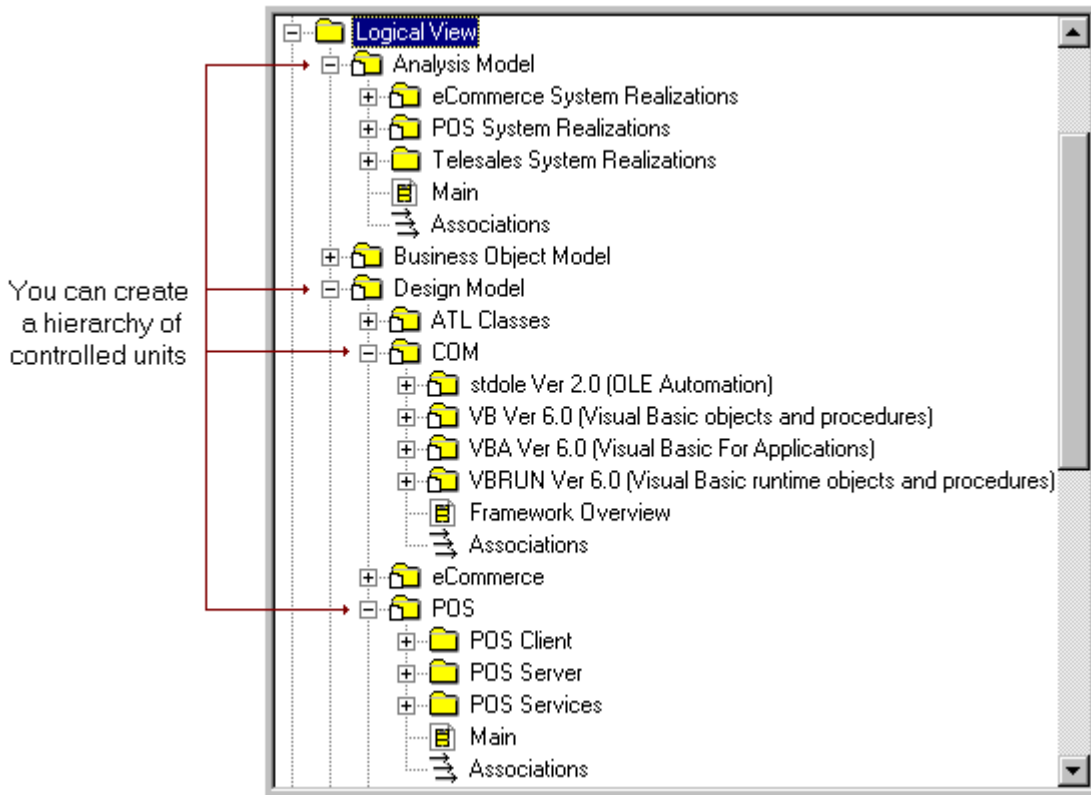 Logical View
Analysis Model
eCommerce System Realizations
POS System Realizations
Telesales System Realizations
Main
Associations
Business Object Model
You can create
a hierarchy of
controlled units
Design Model
ATL Classes
COM
stdole Ver 2.0 (OLE Automation)
VB Ver 6.0 (Visual Basic objects and procedures)
VBA Ver 6.0 (Visual Basic For Applications)
VBRUN Ver 6.0 (Visual Basic runtime objects and procedures)
Framework Overview
Associations
eCommerce
POS
POS Client
POS Server
POS Services
Main
Associations